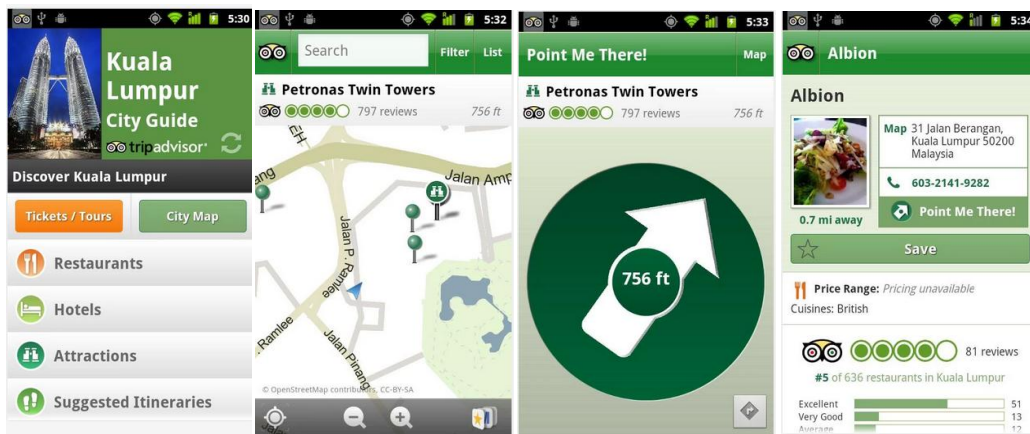 5:30
Kuala
Lumpur
City Guide
tripadvisor®
Discover Kuala Lumpur
Tickets / Tours
City Map
Restaurants
Hotels
Attractions
Suggested Itineraries
5:32
Search
Filter
List
Petronas Twin Towers
797 reviews
756 ft
Jalan Amp
Jalan P. Ramlee
Ramlee
Jalan Pinang
© OpenStreetMap contributors, CC-BY-SA
5:33
Point Me There!
Map
Petronas Twin Towers
797 reviews
756 ft
756 ft
5:34
Albion
Albion
Map 31 Jalan Berangan,
Kuala Lumpur 50200
Malaysia
603-2141-9282
0.7 mi away
Point Me There!
Save
Price Range: Pricing unavailable
Cuisines: British
81 reviews
#5 of 636 restaurants in Kuala Lumpur
Excellent 51
Very Good 13
Average 12